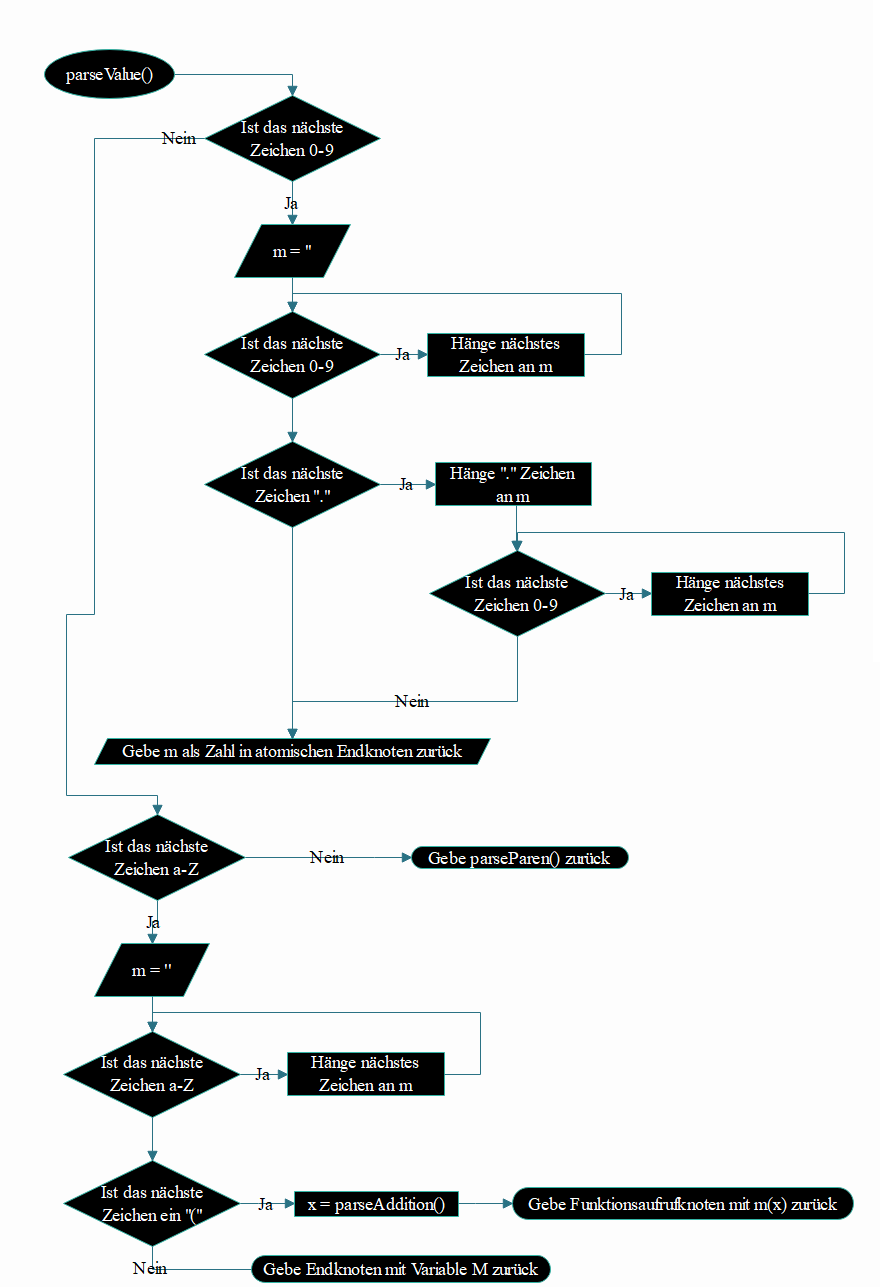 parseValue()
Ist das nächste
Zeichen 0-9
Nein
Ja
m = ''
Ist das nächste
Zeichen 0-9
Ja
Hänge nächstes
Zeichen an m
Ist das nächste
Zeichen "."
Ja
Hänge "." Zeichen
an m
Ist das nächste
Zeichen 0-9
Ja
Hänge nächstes
Zeichen an m
Nein
Gebe m als Zahl in atomischen Endknoten zurück
Ist das nächste
Zeichen a-Z
Nein
Gebe parseParen() zurück
Ja
m = ''
Ist das nächste
Zeichen a-Z
Ja
Hänge nächstes
Zeichen an m
Ist das nächste
Zeichen ein "("
Ja
x = parseAddition()
Gebe Funktionsaufrufknoten mit m(x) zurück
Nein
Gebe Endknoten mit Variable M zurück